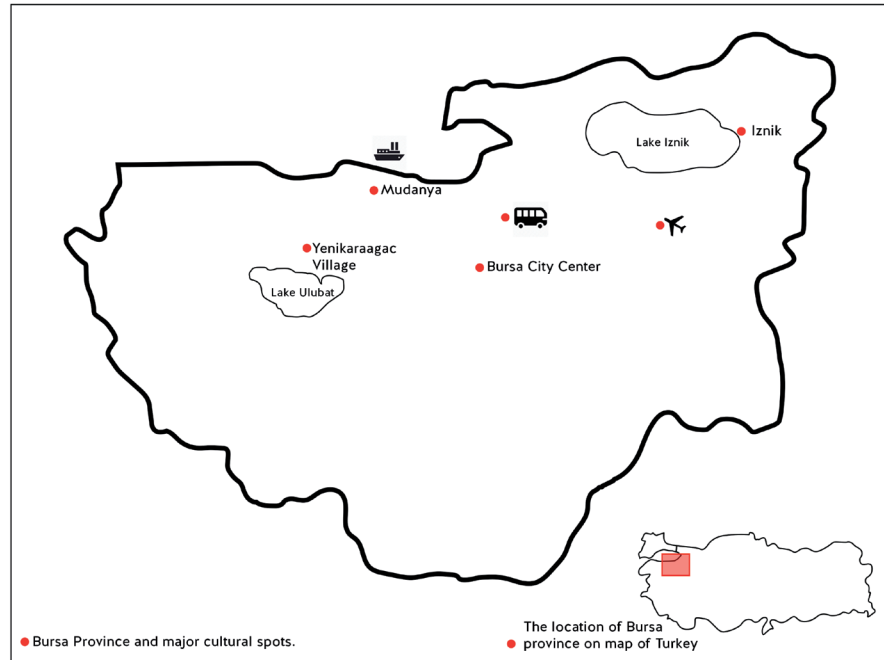 Lake Iznik
Iznik
Mudanya
Yenikaraagac
Village
Lake Ulubat
Bursa City Center
Bursa Province and major cultural spots.
The location of Bursa
province on map of Turkey